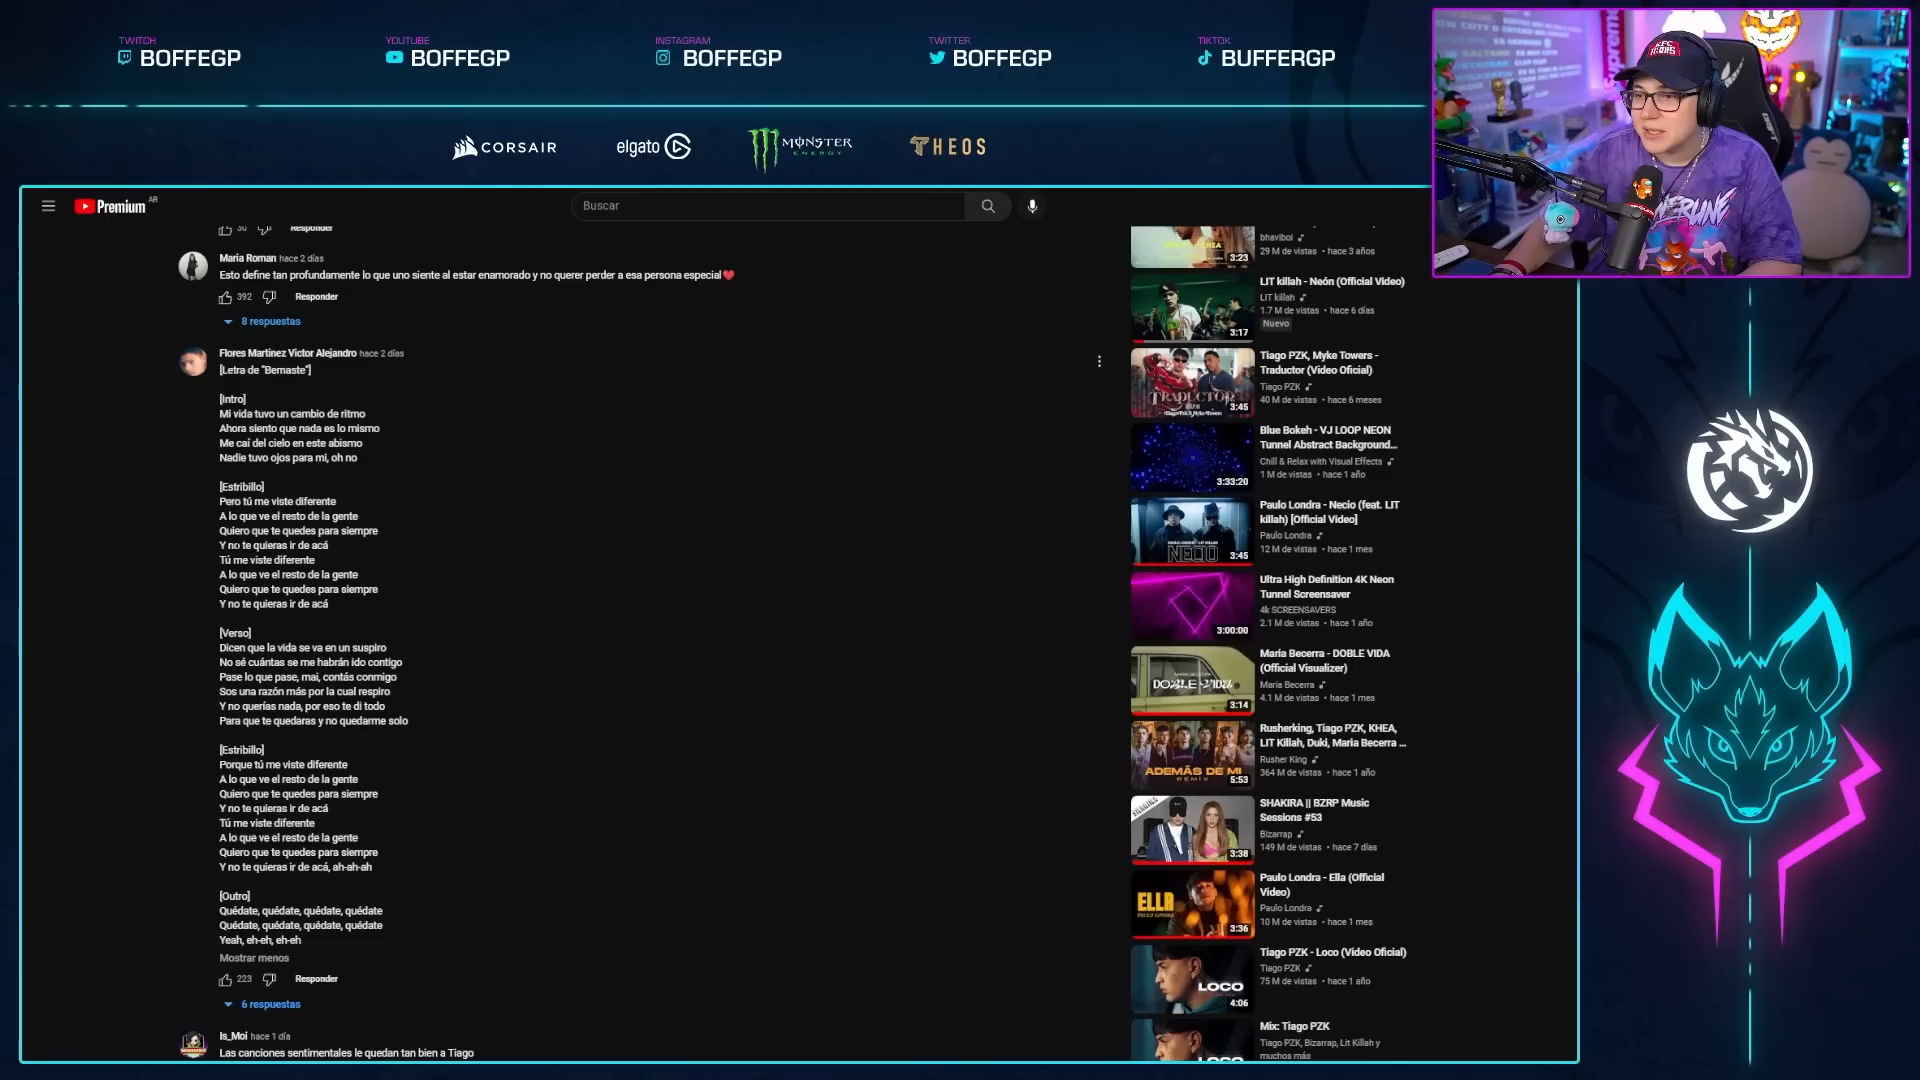 TWITCH
BOFFEGP
YOUTUBE
BOFFEGP
INSTAGRAM
BOFFEGP
TWITTER
BOFFEGP
TIKTOK
BUFFERGP
CORSAIR
elgato
MONSTER
ENERGY
THEOS
Premium AR
Buscar
30 Responder
Maria Roman hace 2 días
Esto define tan profundamente lo que uno siente al estar enamorado y no querer perder a esa persona especial❤️
392 Responder
8 respuestas
Flores Martinez Victor Alejandro hace 2 días
[Letra de "Bemaste"]
[Intro]
Mi vida tuvo un cambio de ritmo
Ahora siento que nada es lo mismo
Me caí del cielo en este abismo
Nadie tuvo ojos para mí, oh no
[Estribillo]
Pero tú me viste diferente
A lo que ve el resto de la gente
Quiero que te quedes para siempre
Y no te quieras ir de acá
Tú me viste diferente
A lo que ve el resto de la gente
Quiero que te quedes para siempre
Y no te quieras ir de acá
[Verso]
Dicen que la vida se va en un suspiro
No sé cuántas se me habrán ido contigo
Pase lo que pase, mai, contás conmigo
Sos una razón más por la cual respiro
Y no querías nada, por eso te di todo
Para que te quedaras y no quedarme solo
[Estribillo]
Porque tú me viste diferente
A lo que ve el resto de la gente
Quiero que te quedes para siempre
Y no te quieras ir de acá
Tú me viste diferente
A lo que ve el resto de la gente
Quiero que te quedes para siempre
Y no te quieras ir de acá, ah-ah-ah
[Outro]
Quédate, quédate, quédate, quédate
Quédate, quédate, quédate, quédate
Yeah, eh-eh, eh-eh
Mostrar menos
223 Responder
6 respuestas
Is_Moi hace 1 día
Las canciones sentimentales le quedan tan bien a Tiago
3:23
bhaviboi
29 M de vistas • hace 3 años
3:17
LIT killah - Neón (Official Video)
LIT killah
1.7 M de vistas • hace 6 días
Nuevo
TRADUCTOR
3:45
Tiago PZK, Myke Towers -
Traductor (Video Oficial)
Tiago PZK
40 M de vistas • hace 6 meses
3:33:20
Blue Bokeh - VJ LOOP NEON
Tunnel Abstract Background...
Chill & Relax with Visual Effects
1 M de vistas • hace 1 año
NECIO
3:45
Paulo Londra - Necio (feat. LIT
killah) [Official Video]
Paulo Londra
12 M de vistas • hace 1 mes
3:00:00
Ultra High Definition 4K Neon
Tunnel Screensaver
4k SCREENSAVERS
2.1 M de vistas • hace 1 año
DOBLE VIDA
3:14
Maria Becerra - DOBLE VIDA
(Official Visualizer)
Maria Becerra
4.1 M de vistas • hace 1 mes
ADEMÁS DE MI
REMIX
5:53
Rusherking, Tiago PZK, KHEA,
LIT Killah, Duki, Maria Becerra ...
Rusher King
364 M de vistas • hace 1 año
SHAKIRA
3:38
SHAKIRA || BZRP Music
Sessions #53
Bizarrap
149 M de vistas • hace 7 días
ELLA
3:36
Paulo Londra - Ella (Official
Video)
Paulo Londra
10 M de vistas • hace 1 mes
LOCO
4:06
Tiago PZK - Loco (Video Oficial)
Tiago PZK
75 M de vistas • hace 1 año
LOCO
Mix: Tiago PZK
Tiago PZK, Bizarrap, Lit Killah y
muchos más
Supreme